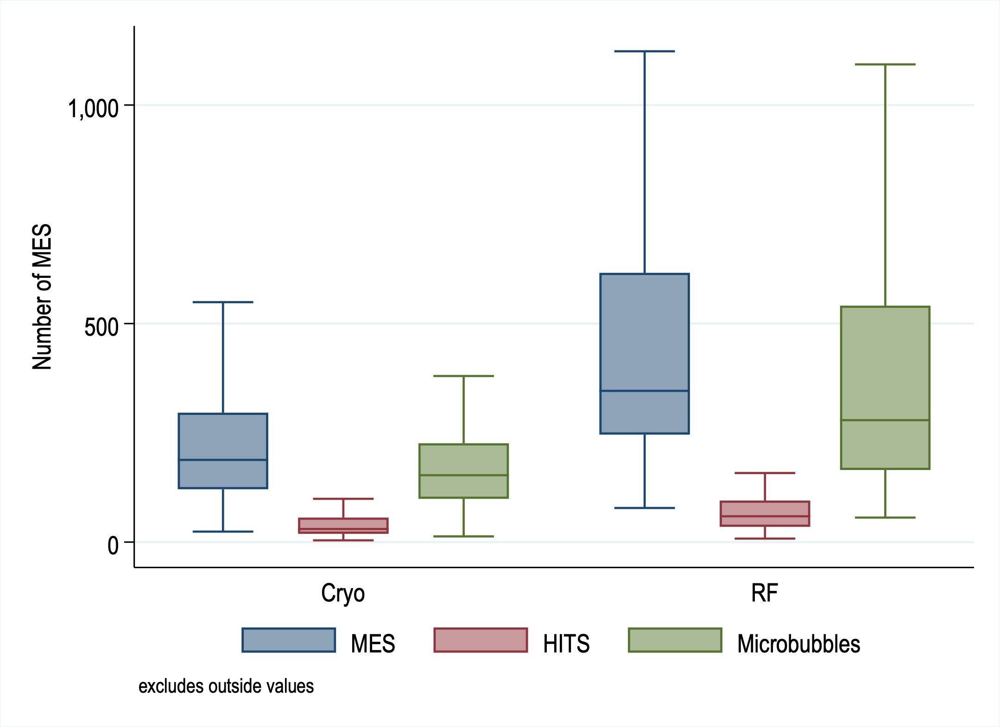 Number of MES
1,000
500
0
Cryo RF
MES HITS Microbubbles
excludes outside values